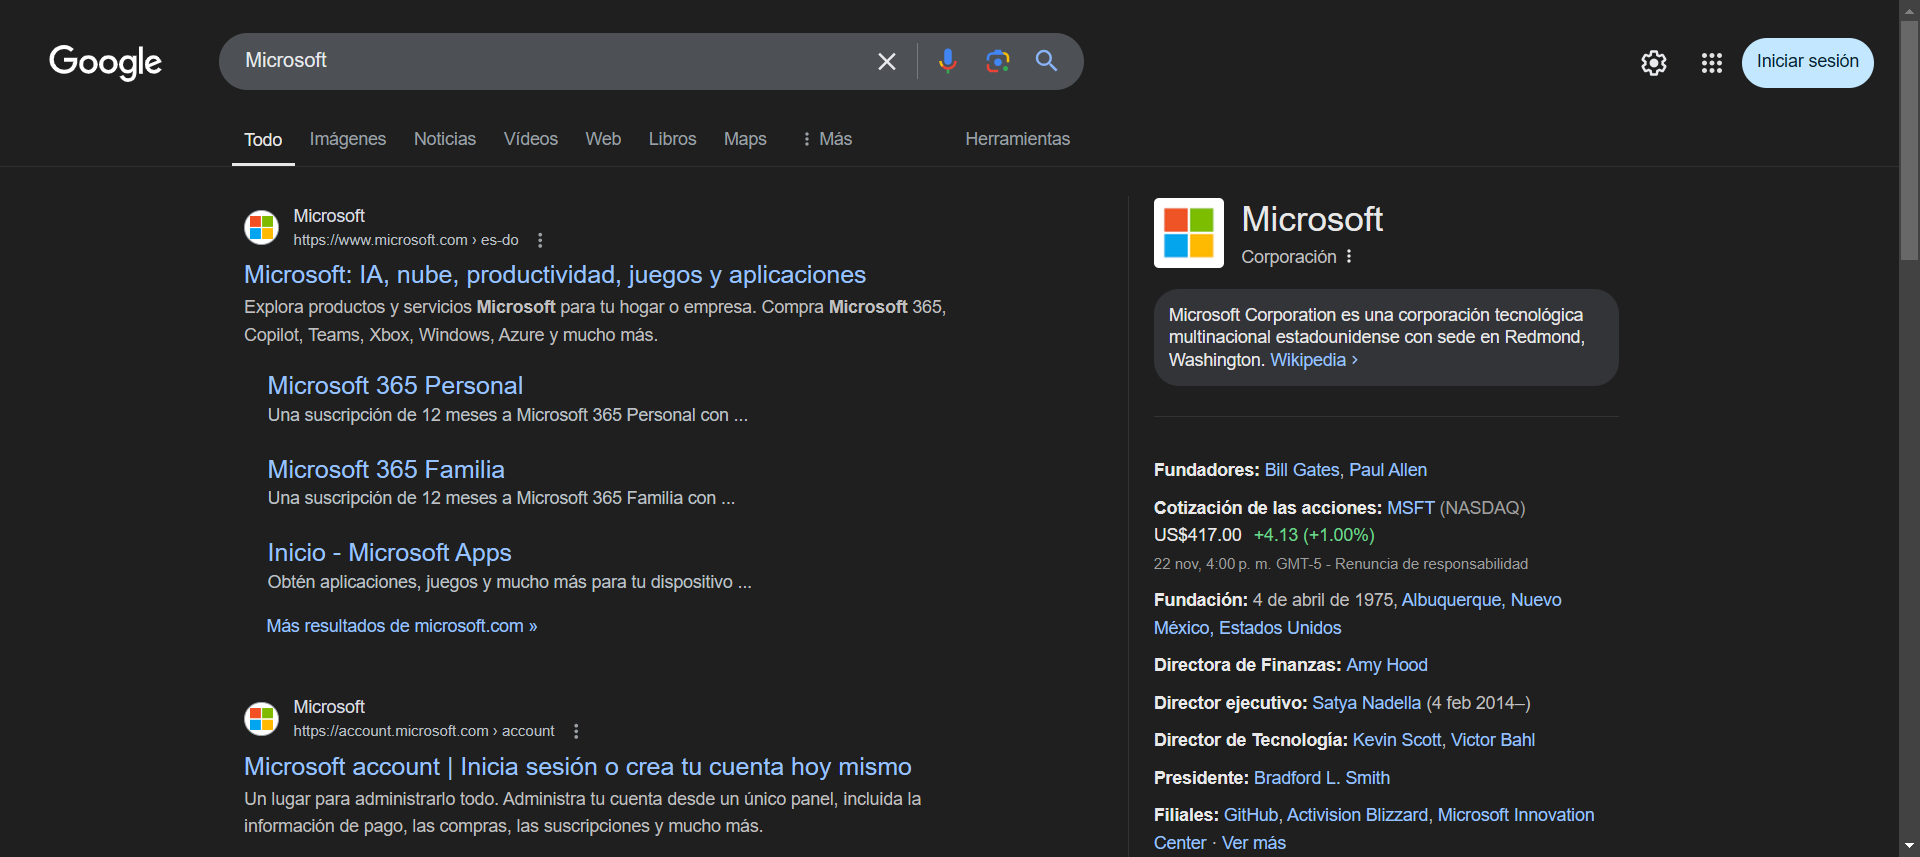 Google
Microsoft
Iniciar sesión
Todo
Imágenes
Noticias
Vídeos
Web
Libros
Maps
Más
Herramientas
Microsoft
https://www.microsoft.com › es-do
Microsoft: IA, nube, productividad, juegos y aplicaciones
Explora productos y servicios Microsoft para tu hogar o empresa. Compra Microsoft 365,
Copilot, Teams, Xbox, Windows, Azure y mucho más.
Microsoft 365 Personal
Una suscripción de 12 meses a Microsoft 365 Personal con ...
Microsoft 365 Familia
Una suscripción de 12 meses a Microsoft 365 Familia con ...
Inicio - Microsoft Apps
Obtén aplicaciones, juegos y mucho más para tu dispositivo ...
Más resultados de microsoft.com »
Microsoft
https://account.microsoft.com › account
Microsoft account | Inicia sesión o crea tu cuenta hoy mismo
Un lugar para administrarlo todo. Administra tu cuenta desde un único panel, incluida la
información de pago, las compras, las suscripciones y mucho más.
Microsoft
Corporación
Microsoft Corporation es una corporación tecnológica
multinacional estadounidense con sede en Redmond,
Washington. Wikipedia ›
Fundadores: Bill Gates, Paul Allen
Cotización de las acciones: MSFT (NASDAQ)
US$417.00 +4.13 (+1.00%)
22 nov, 4:00 p. m. GMT-5 - Renuncia de responsabilidad
Fundación: 4 de abril de 1975, Albuquerque, Nuevo
México, Estados Unidos
Directora de Finanzas: Amy Hood
Director ejecutivo: Satya Nadella (4 feb 2014–)
Director de Tecnología: Kevin Scott, Victor Bahl
Presidente: Bradford L. Smith
Filiales: GitHub, Activision Blizzard, Microsoft Innovation
Center · Ver más